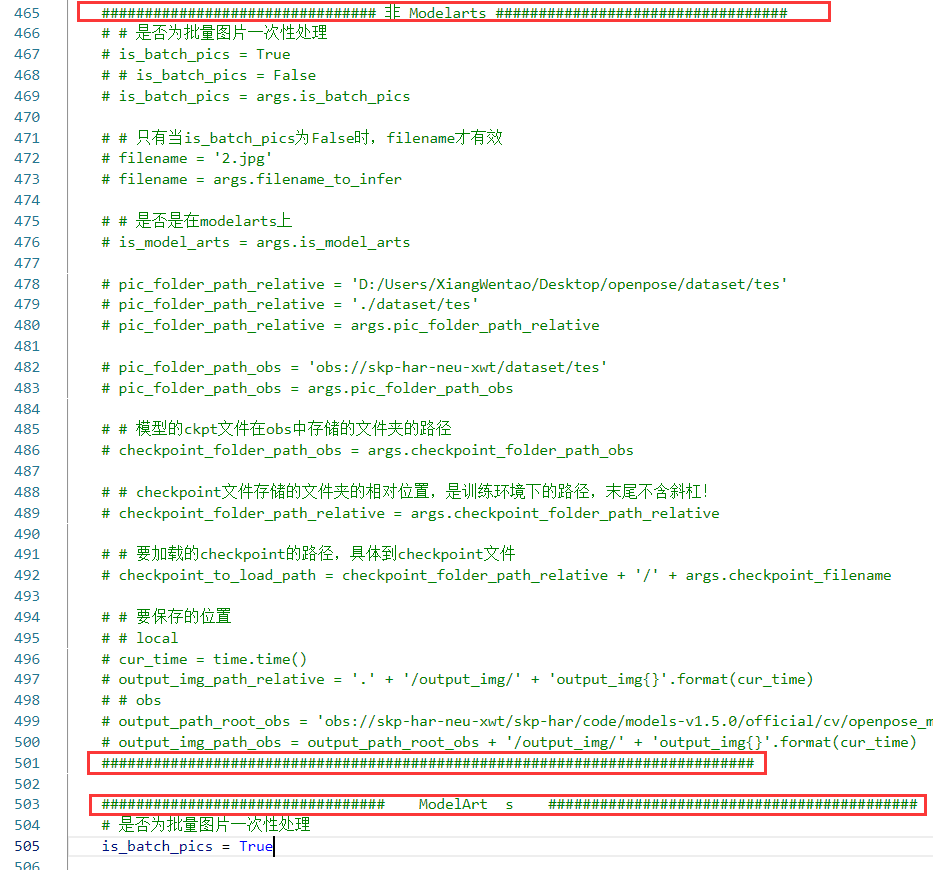 465 ################################ 非 Modelarts ##################################
466 # # 是否为批量图片一次性处理
467 # is_batch_pics = True
468 # # is_batch_pics = False
469 # is_batch_pics = args.is_batch_pics
470
471 # # 只有当is_batch_pics为False时，filename才有效
472 # filename = '2.jpg'
473 # filename = args.filename_to_infer
474
475 # # 是否是在modelarts上
476 # is_model_arts = args.is_model_arts
477
478 # pic_folder_path_relative = 'D:/Users/XiangWentao/Desktop/openpose/dataset/tes'
479 # pic_folder_path_relative = './dataset/tes'
480 # pic_folder_path_relative = args.pic_folder_path_relative
481
482 # pic_folder_path_obs = 'obs://skp-har-neu-xwt/dataset/tes'
483 # pic_folder_path_obs = args.pic_folder_path_obs
484
485 # # 模型的ckpt文件在obs中存储的文件夹的路径
486 # checkpoint_folder_path_obs = args.checkpoint_folder_path_obs
487
488 # # checkpoint文件存储的文件夹的相对位置，是训练环境下的路径，末尾不含斜杠！
489 # checkpoint_folder_path_relative = args.checkpoint_folder_path_relative
490
491 # # 要加载的checkpoint的路径，具体到checkpoint文件
492 # checkpoint_to_load_path = checkpoint_folder_path_relative + '/' + args.checkpoint_filename
493
494 # # 要保存的位置
495 # # local
496 # cur_time = time.time()
497 # output_img_path_relative = '.' + '/output_img/' + 'output_img{}'.format(cur_time)
498 # # obs
499 # output_path_root_obs = 'obs://skp-har-neu-xwt/skp-har/code/models-v1.5.0/official/cv/openpose_m
500 # output_img_path_obs = output_path_root_obs + '/output_img/' + 'output_img{}'.format(cur_time)
501 ############################################################################
502
503 #################################    ModelArt  s    ###########################################
504 # 是否为批量图片一次性处理
505 is_batch_pics = True
506